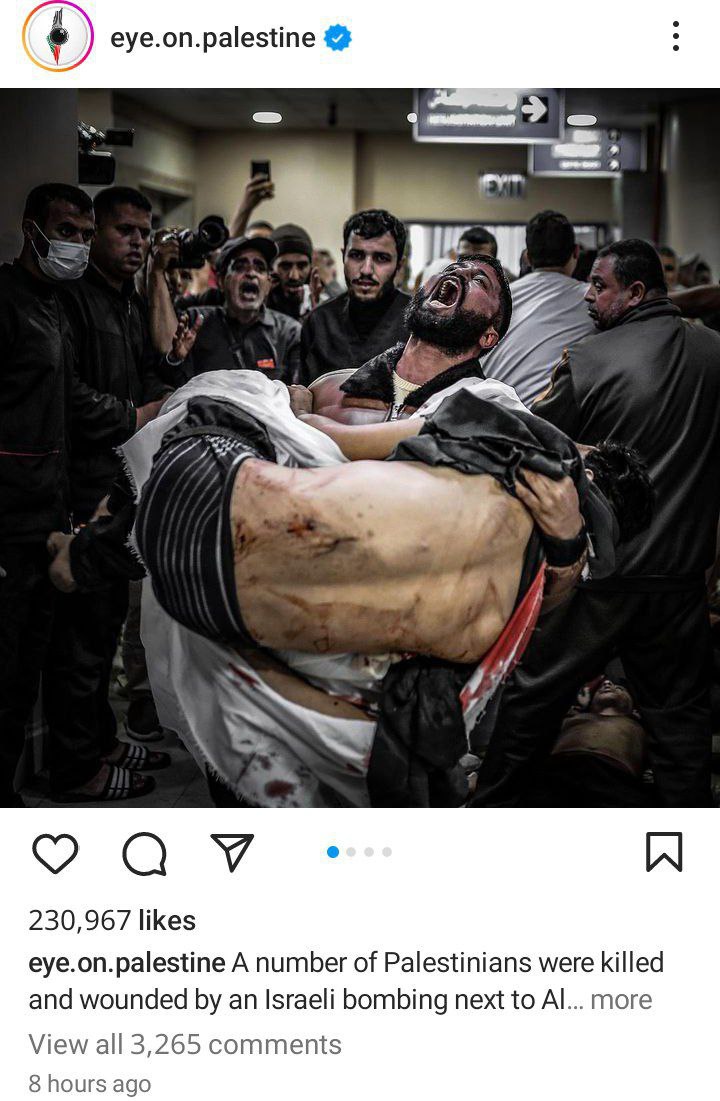 eye.on.palestine
EXIT
230,967 likes
eye.on.palestine A number of Palestinians were killed
and wounded by an Israeli bombing next to Al... more
View all 3,265 comments
8 hours ago